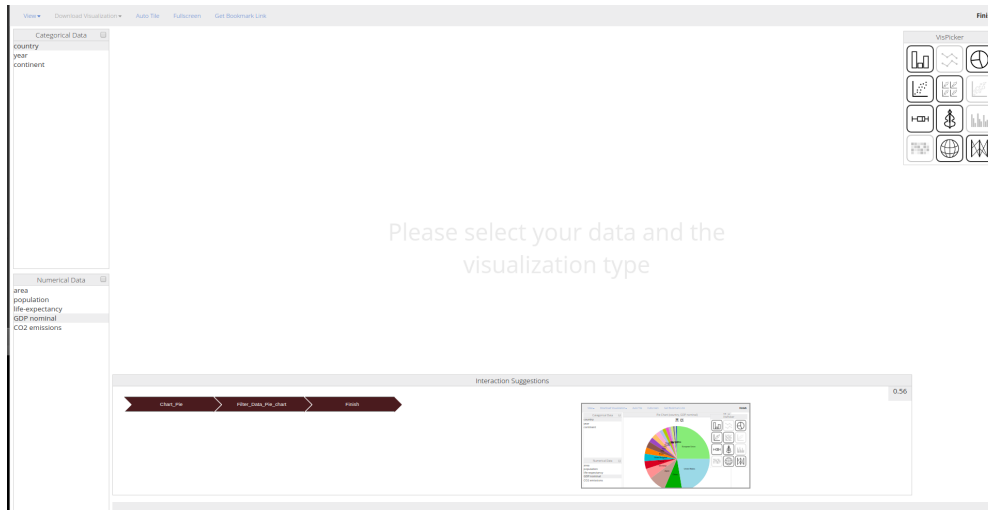 View Download Visualization Auto Tile Fullscreen Get Bookmark Link Fini
Categorical Data
country
year
continent
VisPicker
Please select your data and the
visualization type
Numerical Data
area
population
life-expectancy
GDP nominal
CO2 emissions
Interaction Suggestions
0.56
Chart_Pie Filter_Data_Pie_chart Finish